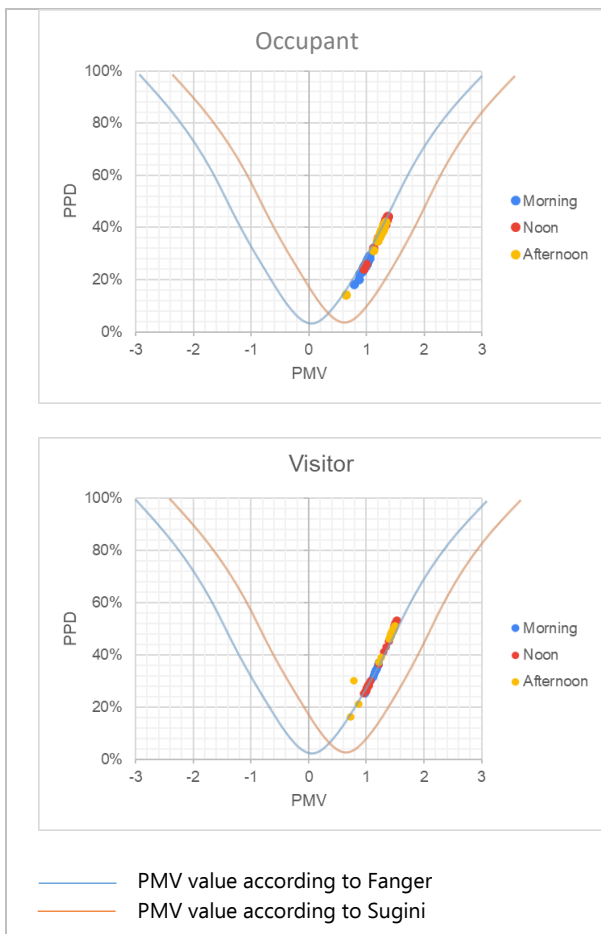 Occupant
100%
80%
60%
40%
20%
0%
PPD
-3 -2 -1 0 1 2 3
PMV
Morning
Noon
Afternoon
Visitor
100%
80%
60%
40%
20%
0%
PPD
-3 -2 -1 0 1 2 3
PMV
Morning
Noon
Afternoon
PMV value according to Fanger
PMV value according to Sugini